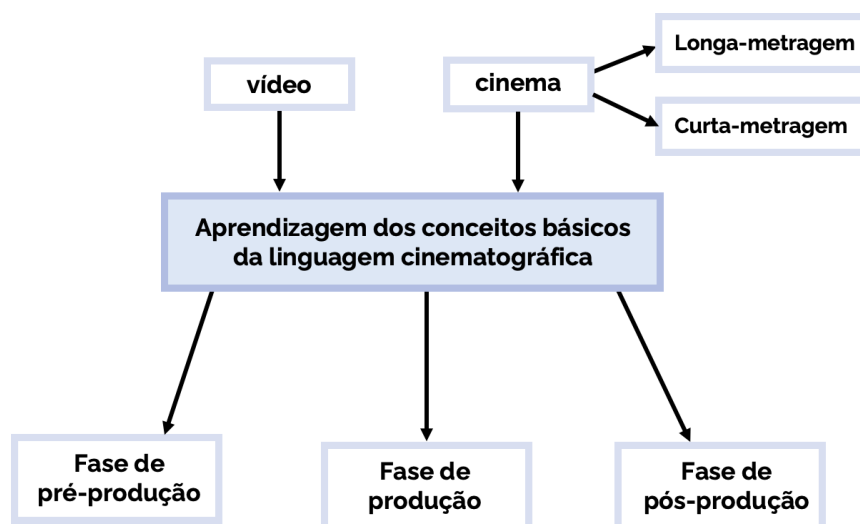 Longa-metragem
vídeo
cinema
Curta-metragem
Aprendizagem dos conceitos básicos
da linguagem cinematográfica
Fase de
pré-produção
Fase de
produção
Fase de
pós-produção